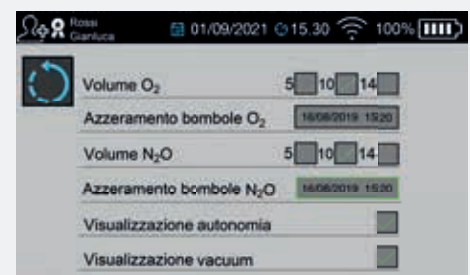 Rossi
Gianluca
01/09/2021 15.30 100%
Volume O₂ 5 10 14
Azzeramento bombole O₂ 16/08/2019 15:20
Volume N₂O 5 10 14
Azzeramento bombole N₂O 16/08/2019 15:20
Visualizzazione autonomia
Visualizzazione vacuum